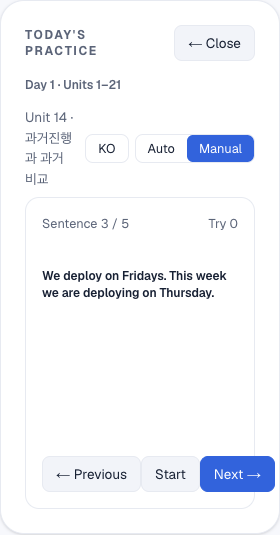 TODAY'S
PRACTICE
← Close
Day 1 · Units 1–21
Unit 14 ·
과거진행
과 과거
비교
KO
Auto
Manual
Sentence 3 / 5
Try 0
We deploy on Fridays. This week
we are deploying on Thursday.
← Previous
Start
Next →